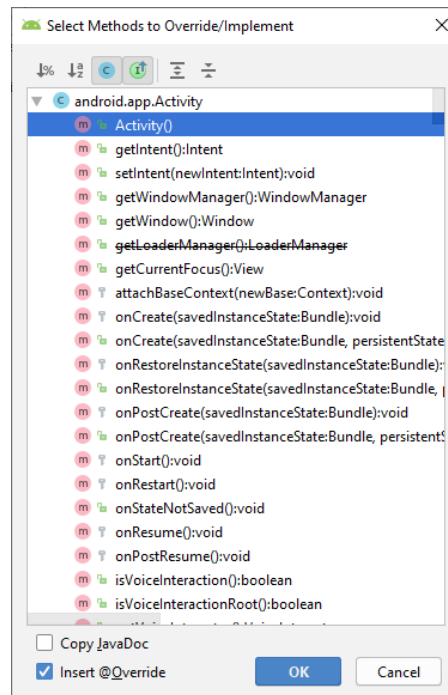 Select Methods to Override/Implement
android.app.Activity
Activity()
getIntent():Intent
setIntent(newIntent:Intent):void
getWindowManager():WindowManager
getWindow():Window
getLoaderManager():LoaderManager
getCurrentFocus():View
attachBaseContext(newBase:Context):void
onCreate(savedInstanceState:Bundle):void
onCreate(savedInstanceState:Bundle, persistentState
onRestoreInstanceState(savedInstanceState:Bundle):
onRestoreInstanceState(savedInstanceState:Bundle,
onPostCreate(savedInstanceState:Bundle):void
onPostCreate(savedInstanceState:Bundle, persistentS
onStart():void
onRestart():void
onStateNotSaved():void
onResume():void
onPostResume():void
isVoiceInteraction():boolean
isVoiceInteractionRoot():boolean
Copy JavaDoc
Insert @Override
OK
Cancel